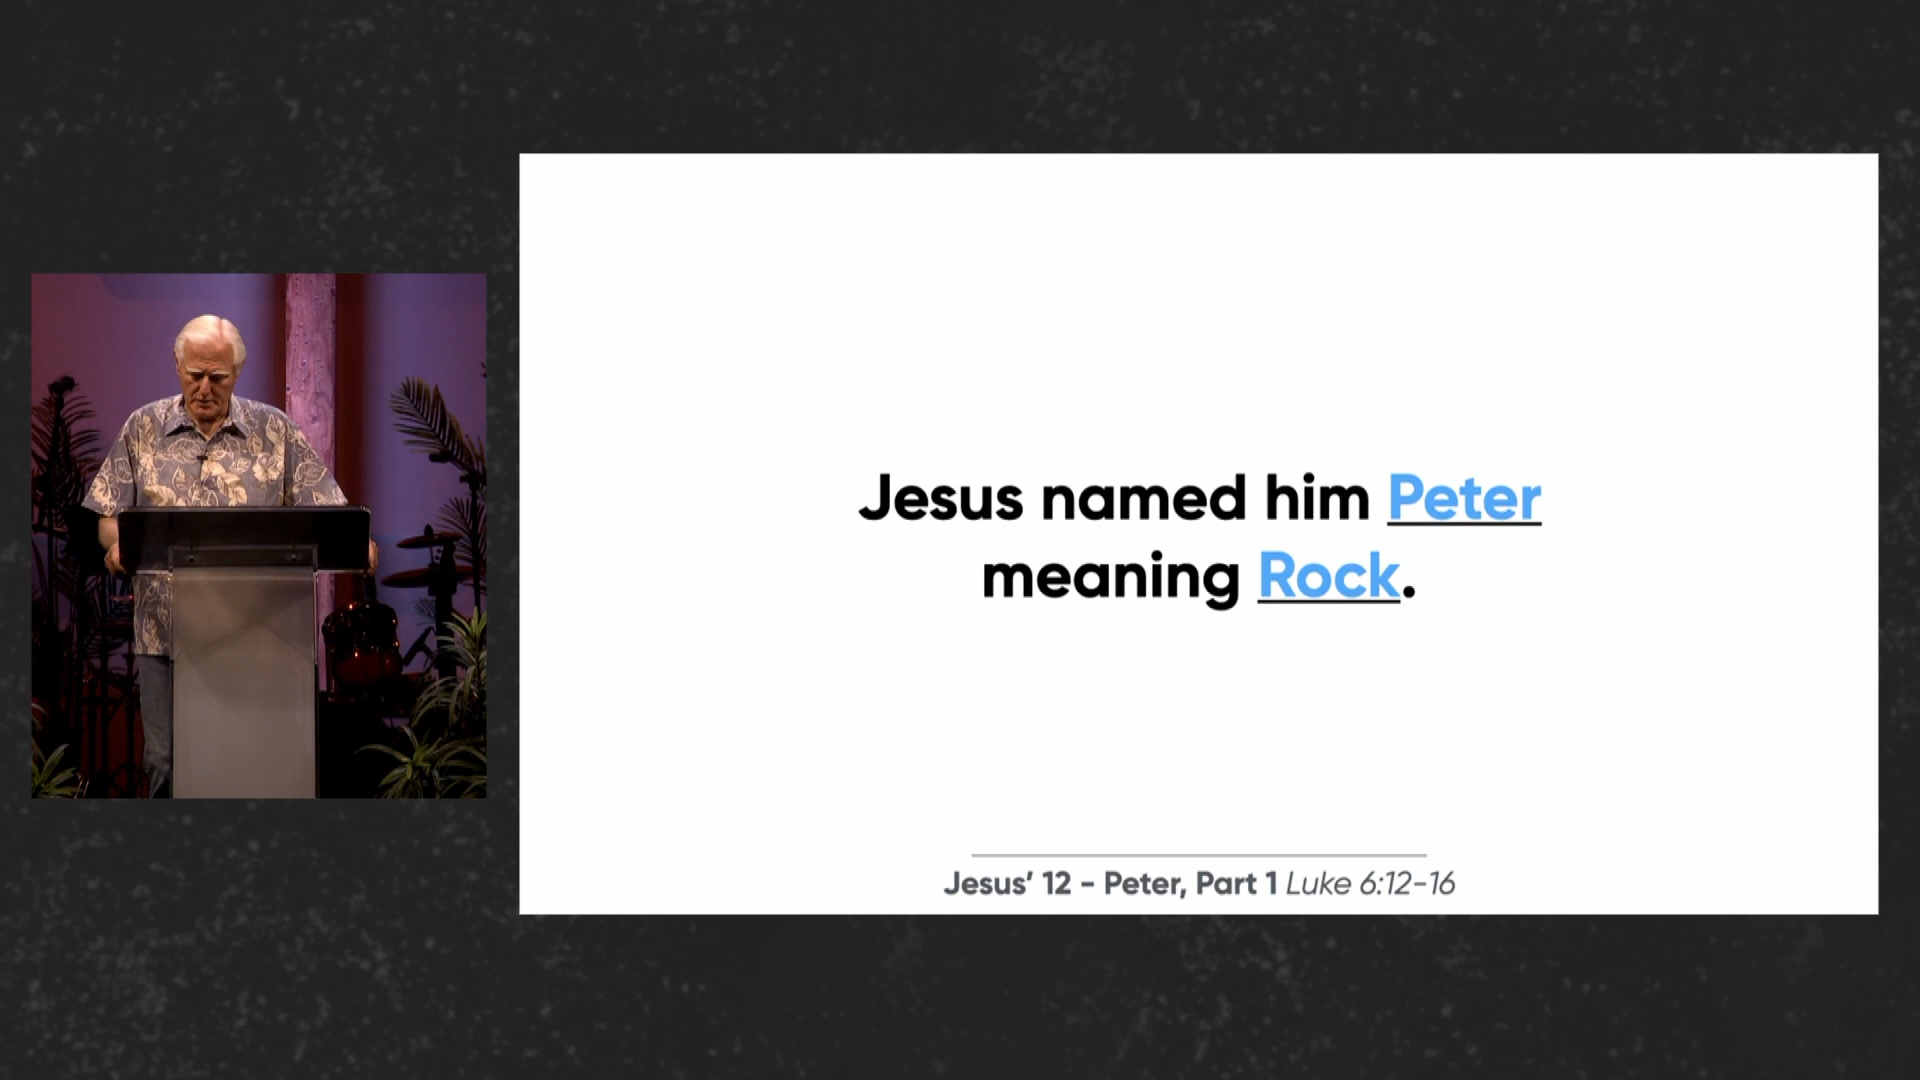 Jesus named him Peter
meaning Rock.
Jesus’ 12 - Peter, Part 1 Luke 6:12-16